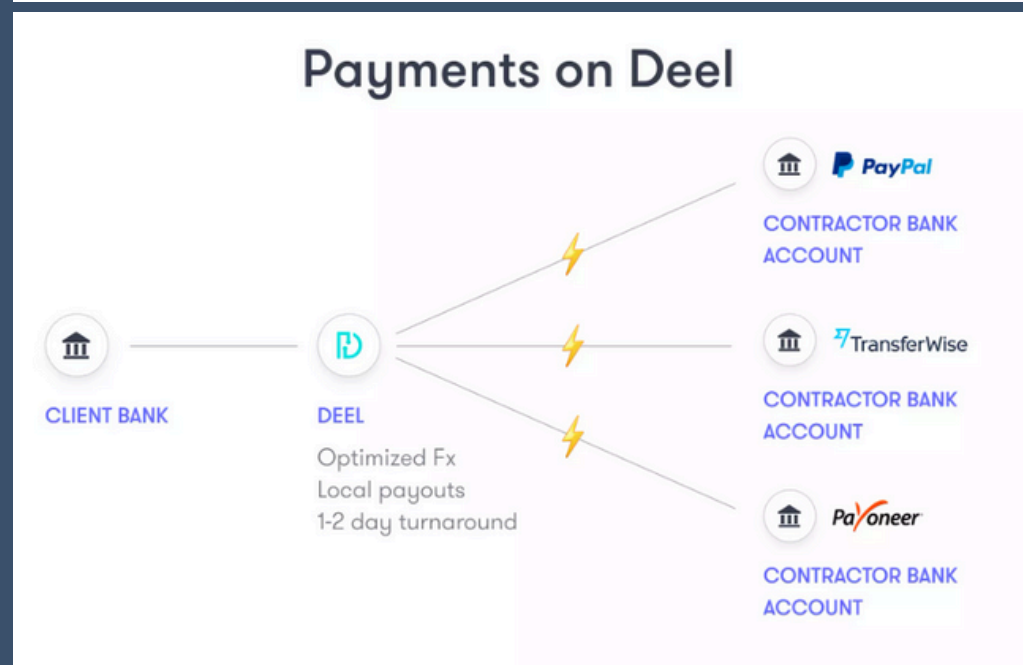 Payments on Deel
PayPal
CONTRACTOR BANK
ACCOUNT
TransferWise
CONTRACTOR BANK
ACCOUNT
CLIENT BANK
DEEL
Optimized Fx
Local payouts
1-2 day turnaround
Payoneer
CONTRACTOR BANK
ACCOUNT